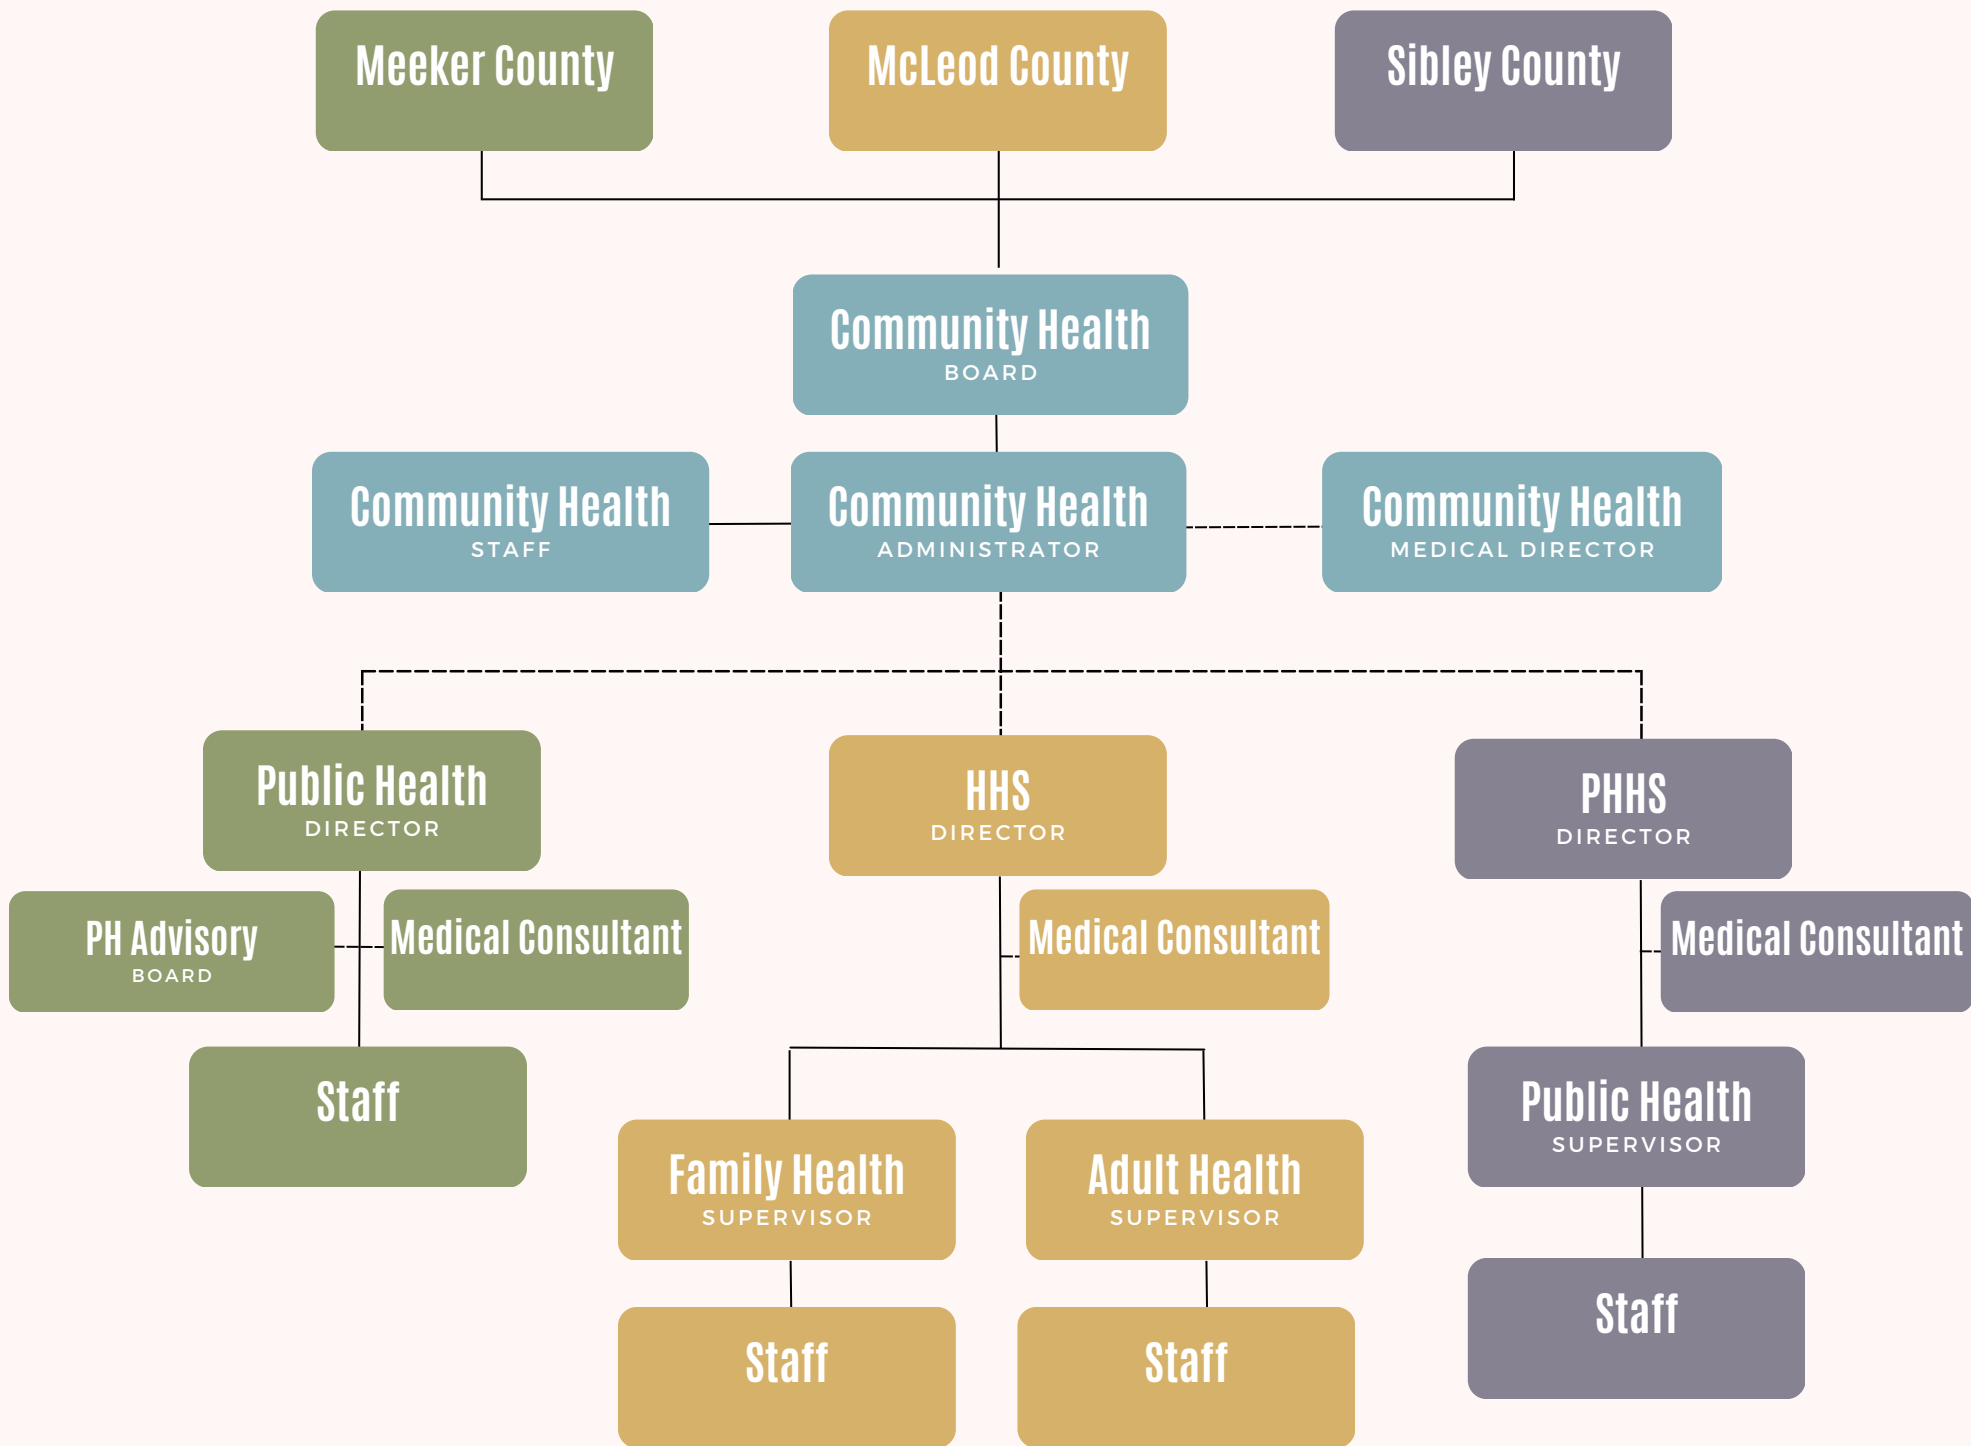 Meeker County
McLeod County
Sibley County
Community Health
BOARD
Community Health
STAFF
Community Health
ADMINISTRATOR
Community Health
MEDICAL DIRECTOR
Public Health
DIRECTOR
HHS
DIRECTOR
PHHS
DIRECTOR
PH Advisory
BOARD
Medical Consultant
Medical Consultant
Medical Consultant
Staff
Family Health
SUPERVISOR
Adult Health
SUPERVISOR
Public Health
SUPERVISOR
Staff
Staff
Staff